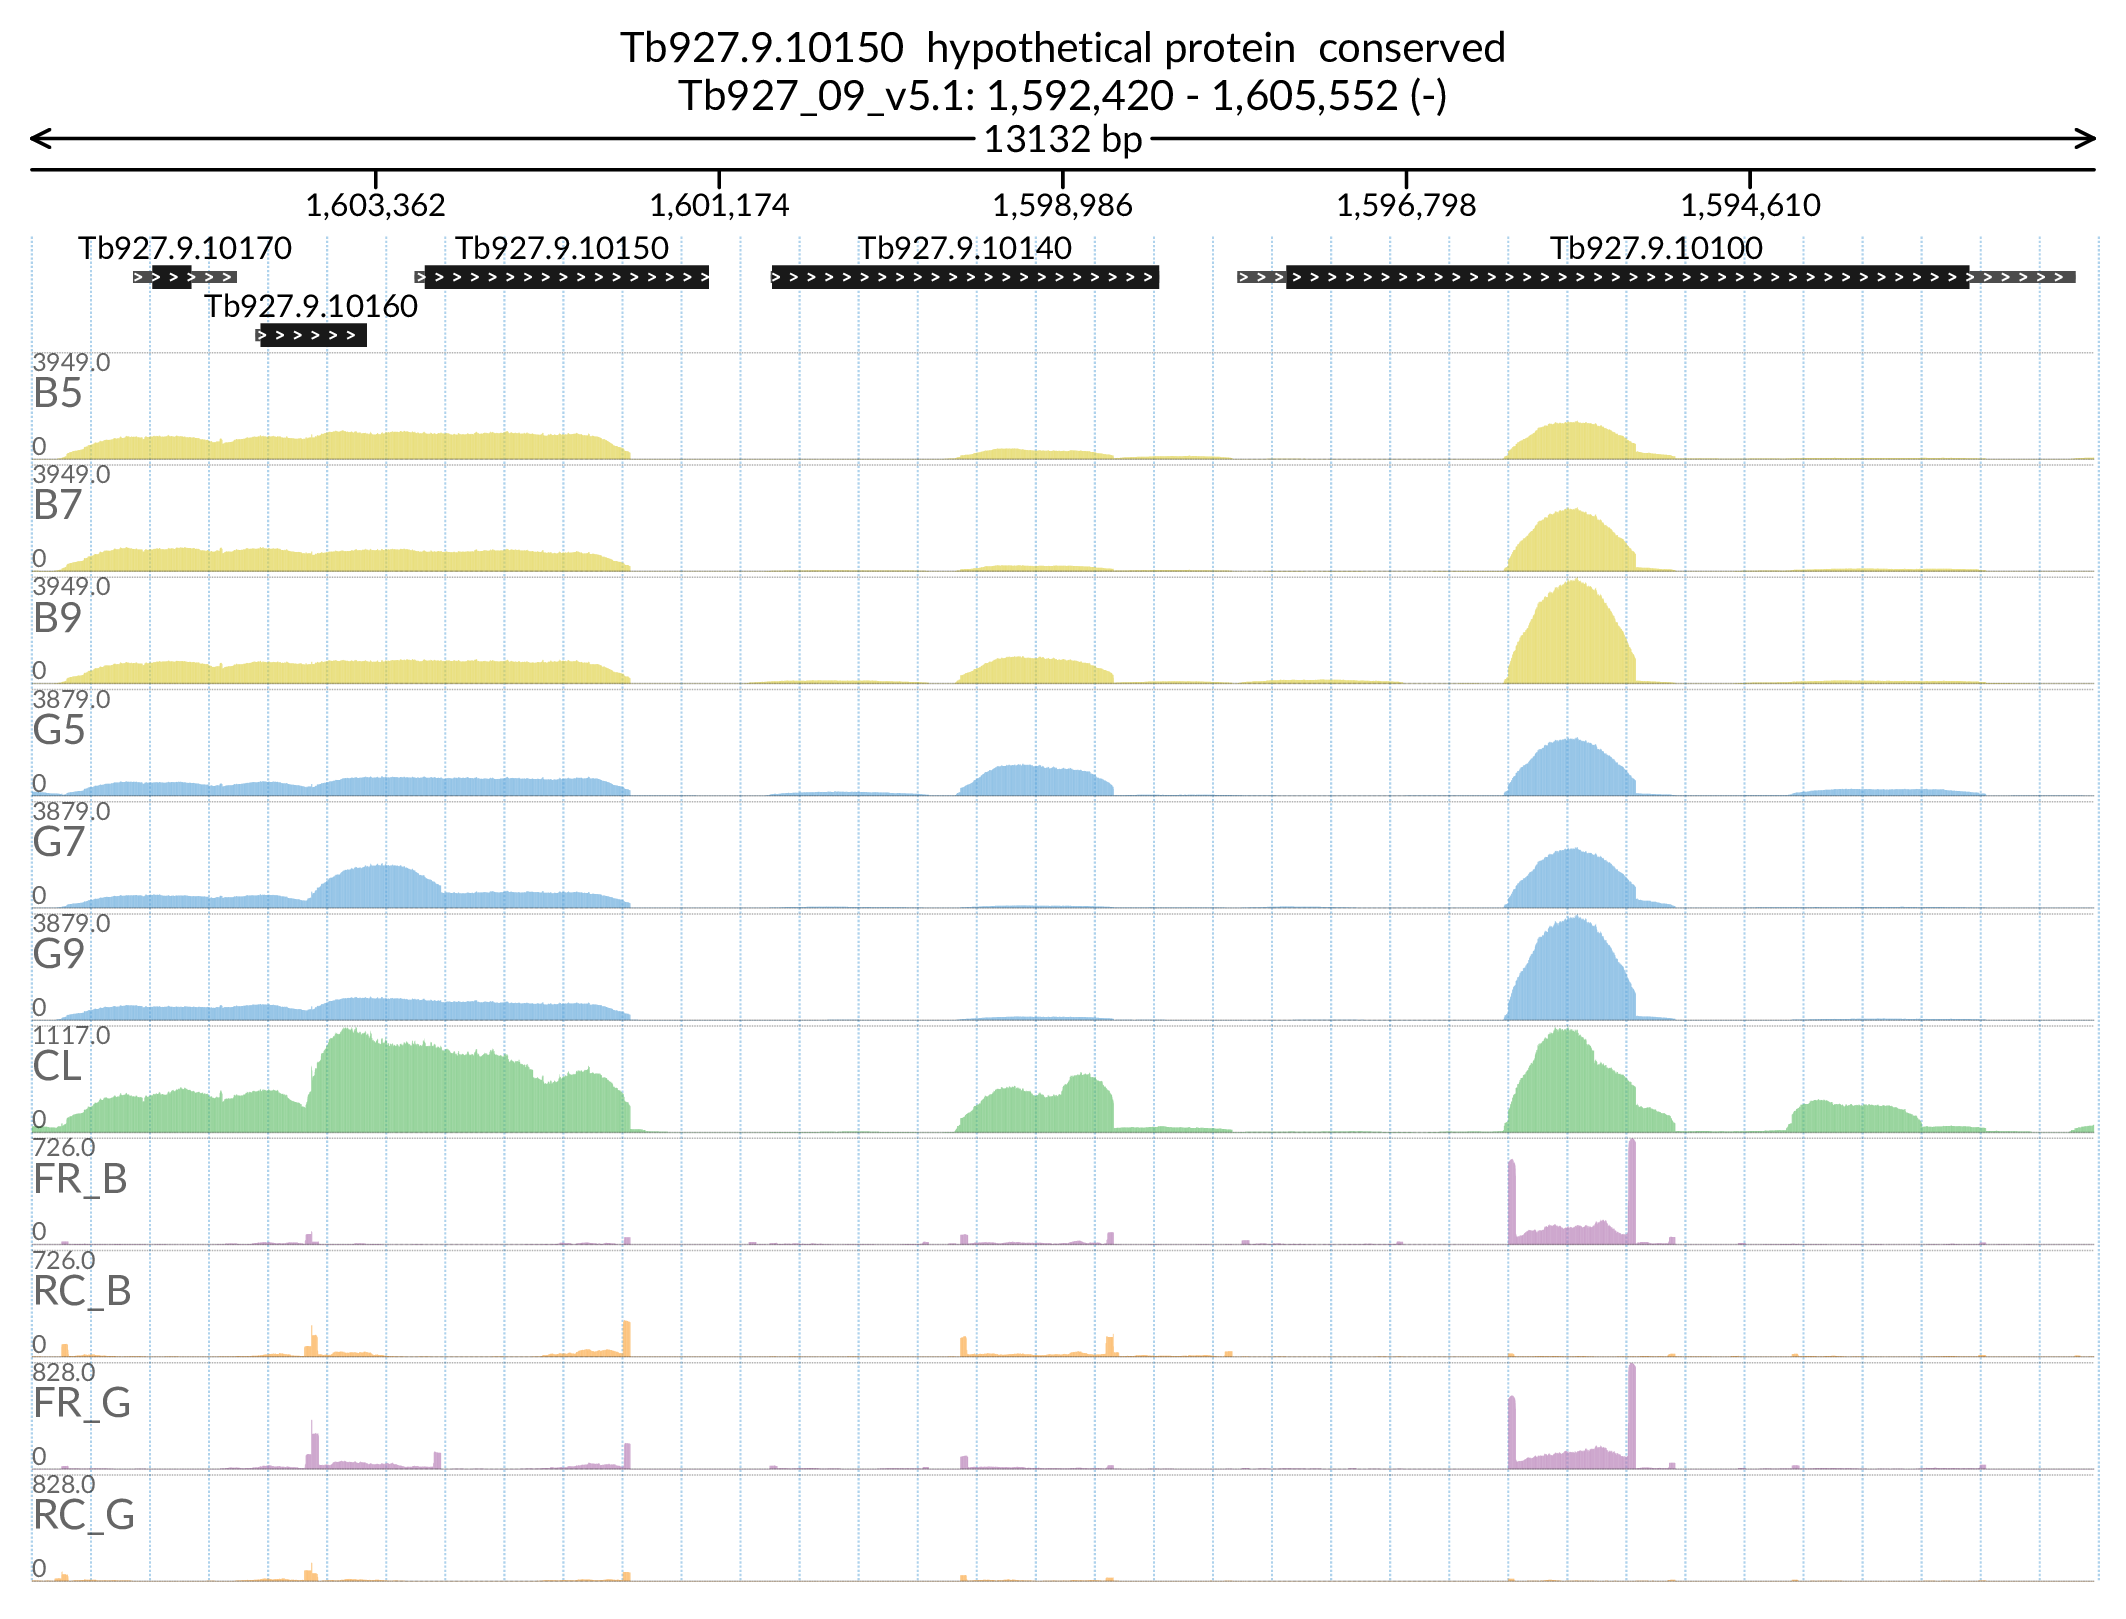 Tb927.9.10150  hypothetical protein  conserved
Tb927_09_v5.1: 1,592,420 - 1,605,552 (-)
13132 bp
1,603,362 1,601,174 1,598,986 1,596,798 1,594,610
Tb927.9.10170 Tb927.9.10150 Tb927.9.10140 Tb927.9.10100
Tb927.9.10160
3949.0
B5
0
3949.0
B7
0
3949.0
B9
0
3879.0
G5
0
3879.0
G7
0
3879.0
G9
0
1117.0
CL
0
726.0
FR_B
0
726.0
RC_B
0
828.0
FR_G
0
828.0
RC_G
0